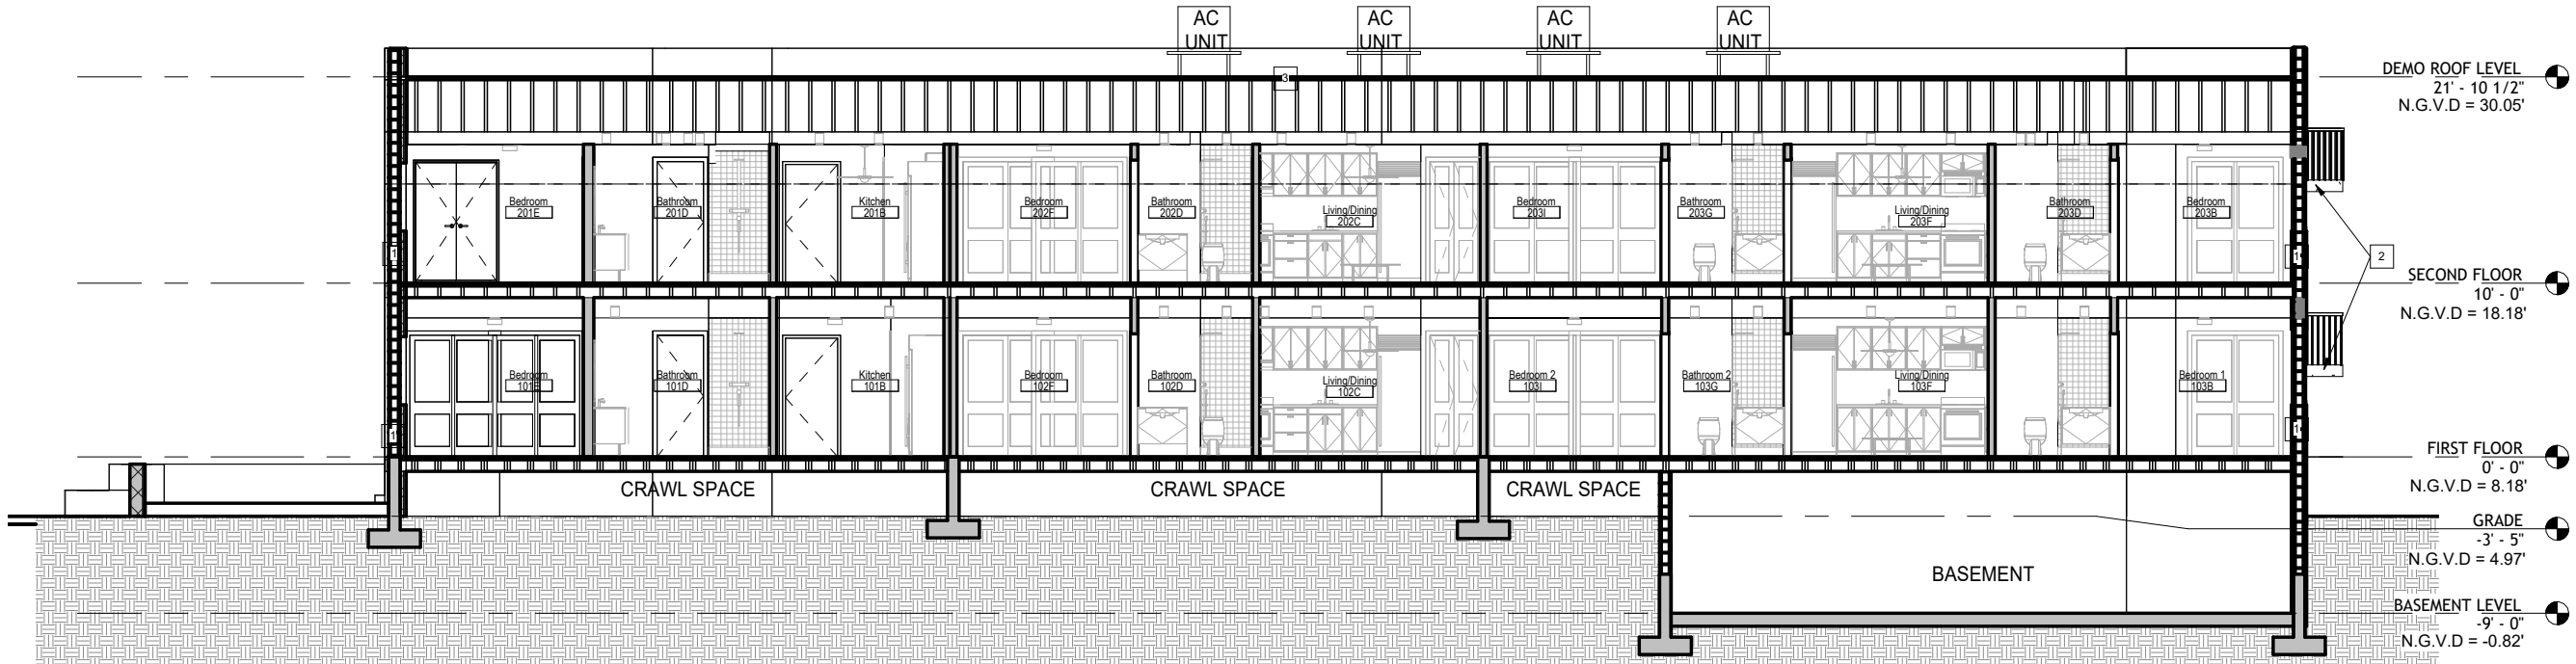 AC
UNIT
AC
UNIT
AC
UNIT
AC
UNIT
3
DEMO ROOF LEVEL
21' - 10 1/2"
N.G.V.D = 30.05'
Bedroom
201E
Bathroom
201D
Kitchen
201B
Bedroom
202F
Bathroom
202D
Living/Dining
202C
Bedroom
203I
Bathroom
203G
Living/Dining
203F
Bathroom
203D
Bedroom
203B
1
1
2
SECOND FLOOR
10' - 0"
N.G.V.D = 18.18'
Bedroom
101E
Bathroom
101D
Kitchen
101B
Bedroom
102F
Bathroom
102D
Living/Dining
102C
Bedroom 2
103I
Bathroom 2
103G
Living/Dining
103F
Bedroom 1
103B
1
1
FIRST FLOOR
0' - 0"
N.G.V.D = 8.18'
CRAWL SPACE
CRAWL SPACE
CRAWL SPACE
GRADE
-3' - 5"
N.G.V.D = 4.97'
BASEMENT
BASEMENT LEVEL
-9' - 0"
N.G.V.D = -0.82'